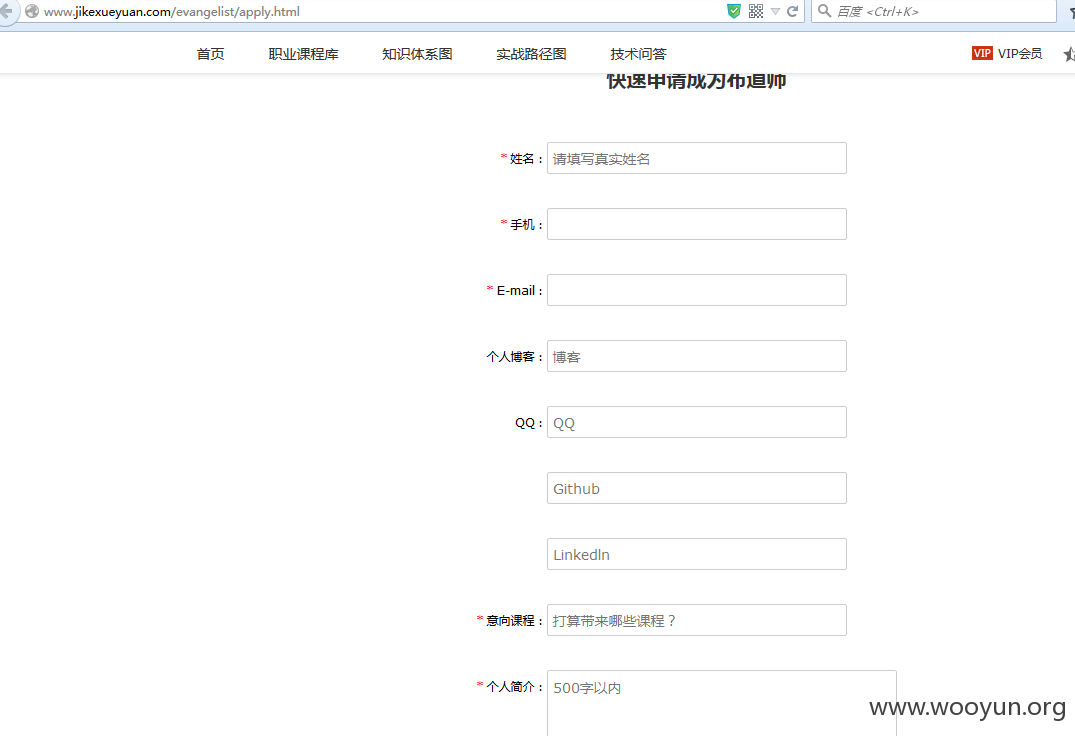 www.jikexueyuan.com/evangelist/apply.html
百度 <Ctrl+K>
首页 职业课程库 知识体系图 实战路径图 技术问答 VIP VIP会员
快速申请成为布道师
*姓名： 请填写真实姓名
*手机：
*E-mail：
个人博客： 博客
QQ： QQ
Github
LinkedIn
*意向课程： 打算带来哪些课程？
*个人简介： 500字以内
www.wooyun.org